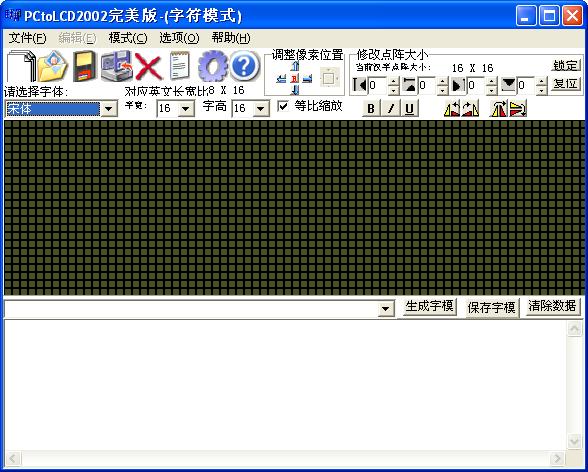 PCtoLCD2002完美版-(字符模式)
文件(F) 编辑(E) 模式(C) 选项(O) 帮助(H)
调整像素位置
修改点阵大小
当前汉字点阵大小: 16 X 16
锁定
0 0 0 0
复位
请选择字体: 对应英文长宽比8 X 16
宋体
字宽: 16 字高 16 等比缩放
B I U
生成字模 保存字模 清除数据